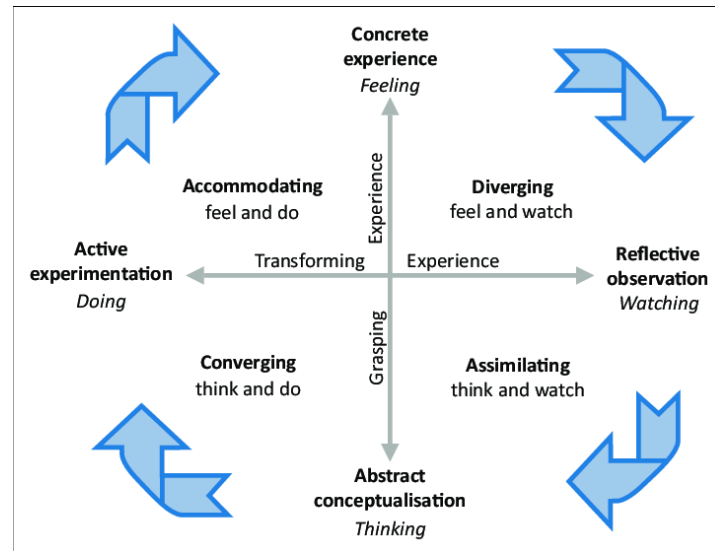 Concrete
experience
Feeling
Accommodating
feel and do
Experience
Diverging
feel and watch
Active
experimentation
Doing
Transforming
Experience
Reflective
observation
Watching
Converging
think and do
Grasping
Assimilating
think and watch
Abstract
conceptualisation
Thinking